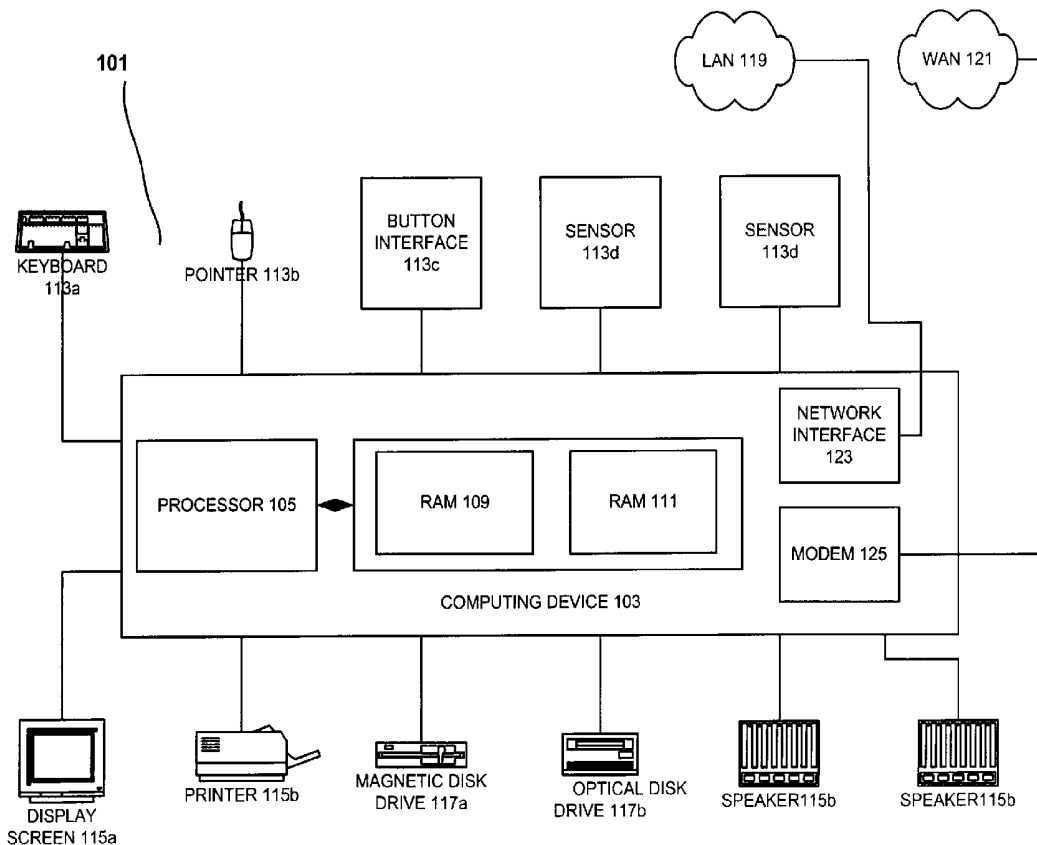 101
LAN 119
WAN 121
KEYBOARD
113a
POINTER 113b
BUTTON
INTERFACE
113c
SENSOR
113d
SENSOR
113d
NETWORK
INTERFACE
123
PROCESSOR 105
RAM 109
RAM 111
MODEM 125
COMPUTING DEVICE 103
DISPLAY
SCREEN 115a
PRINTER 115b
MAGNETIC DISK
DRIVE 117a
OPTICAL DISK
DRIVE 117b
SPEAKER115b
SPEAKER115b